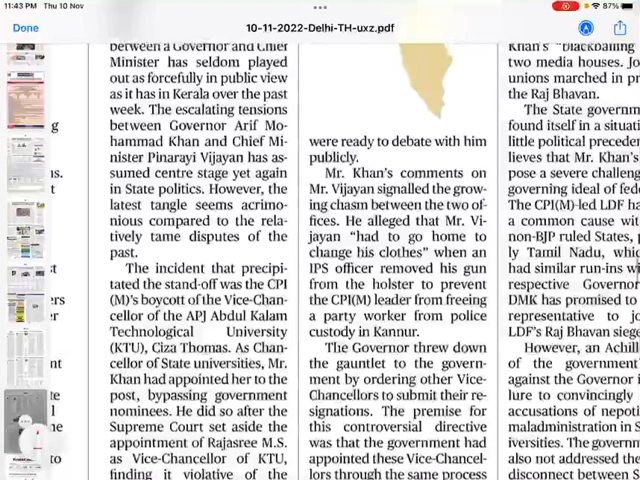 11:43 PM Thu 10 Nov
87%
Done
10-11-2022-Delhi-TH-uxz.pdf
between a Governor and Chief
Minister has seldom played
out as forcefully in public view
as it has in Kerala over the past
week. The escalating tensions
between Governor Arif Mo-
hammad Khan and Chief Mi-
nister Pinarayi Vijayan has as-
sumed centre stage yet again
in State politics. However, the
latest tangle seems acrimo-
nious compared to the rela-
tively tame disputes of the
past.
The incident that precipi-
tated the stand-off was the CPI
(M)'s boycott of the Vice-Chan-
cellor of the APJ Abdul Kalam
Technological University
(KTU), Ciza Thomas. As Chan-
cellor of State universities, Mr.
Khan had appointed her to the
post, bypassing government
nominees. He did so after the
Supreme Court set aside the
appointment of Rajasree M.S.
as Vice-Chancellor of KTU,
finding it violative of the
were ready to debate with him
publicly.
Mr. Khan's comments on
Mr. Vijayan signalled the grow-
ing chasm between the two of-
fices. He alleged that Mr. Vi-
jayan "had to go home to
change his clothes" when an
IPS officer removed his gun
from the holster to prevent
the CPI(M) leader from freeing
a party worker from police
custody in Kannur.
The Governor threw down
the gauntlet to the govern-
ment by ordering other Vice-
Chancellors to submit their re-
signations. The premise for
this controversial directive
was that the government had
appointed these Vice-Chancel-
lors through the same process
Khan's "blackballing
two media houses. Jo
unions marched in pr
the Raj Bhavan.
The State governm
found itself in a situati
little political preceden
lieves that Mr. Khan's
pose a severe challeng
governing ideal of fede
The CPI(M)-led LDF ha
a common cause with
non-BJP ruled States, p
ly Tamil Nadu, whic
had similar run-ins w
respective Governor
DMK has promised to
representative to jo
LDF's Raj Bhavan siege
However, an Achill
of the government'
against the Governor i
lure to convincingly
accusations of nepoti
maladministration in S
iversities. The governm
also not addressed the
disconnect between S